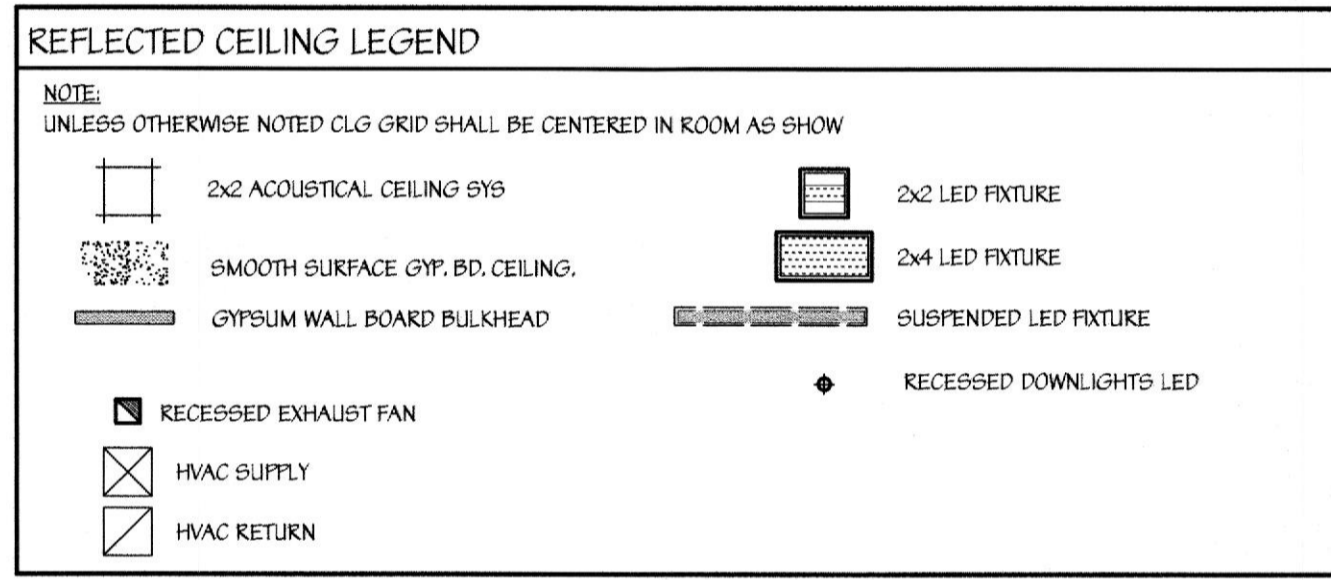 REFLECTED CEILING LEGEND
NOTE:
UNLESS OTHERWISE NOTED CLG GRID SHALL BE CENTERED IN ROOM AS SHOW
2x2 ACOUSTICAL CEILING SYS
SMOOTH SURFACE GYP. BD. CEILING.
GYPSUM WALL BOARD BULKHEAD
RECESSED EXHAUST FAN
HVAC SUPPLY
HVAC RETURN
2x2 LED FIXTURE
2x4 LED FIXTURE
SUSPENDED LED FIXTURE
RECESSED DOWNLIGHTS LED